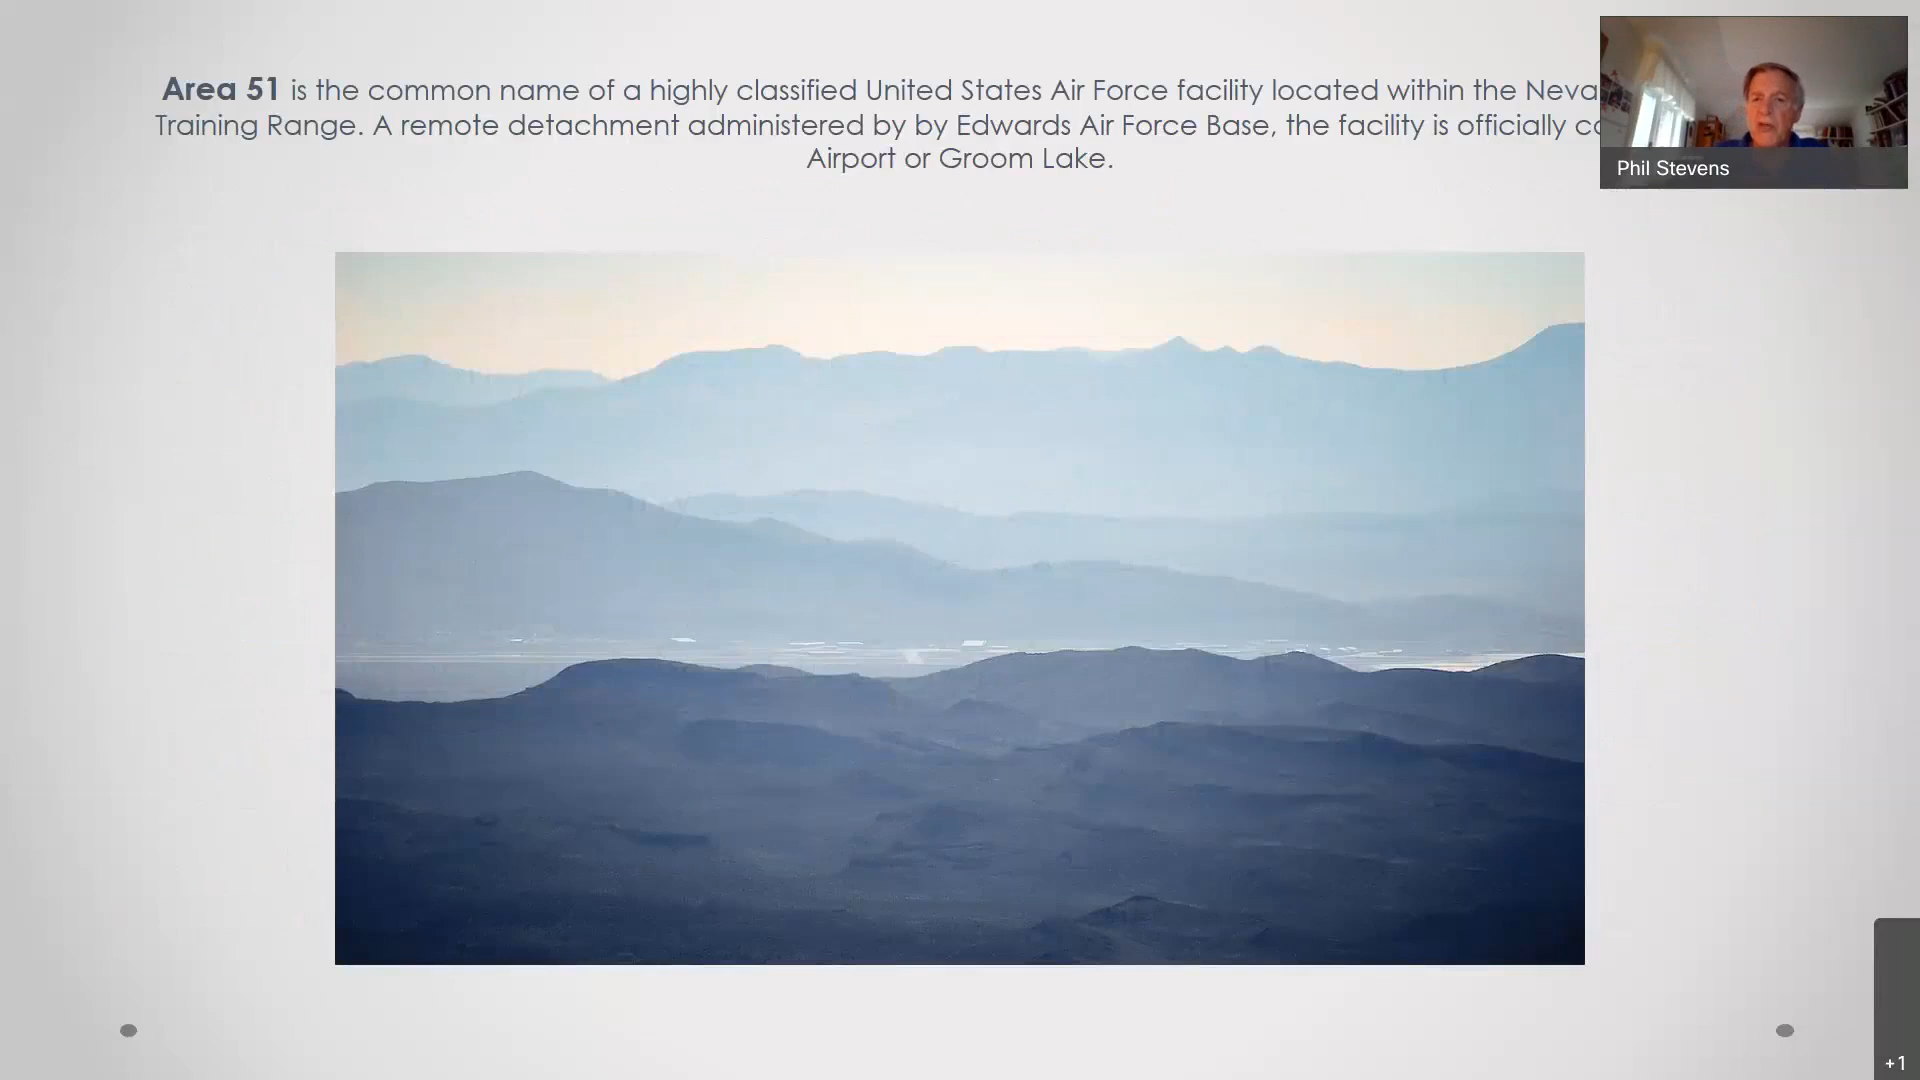 Area 51 is the common name of a highly classified United States Air Force facility located within the
Training Range. A remote detachment administered by by Edwards Air Force Base, the facility is officially
Airport or Groom Lake.
Phil Stevens
+1